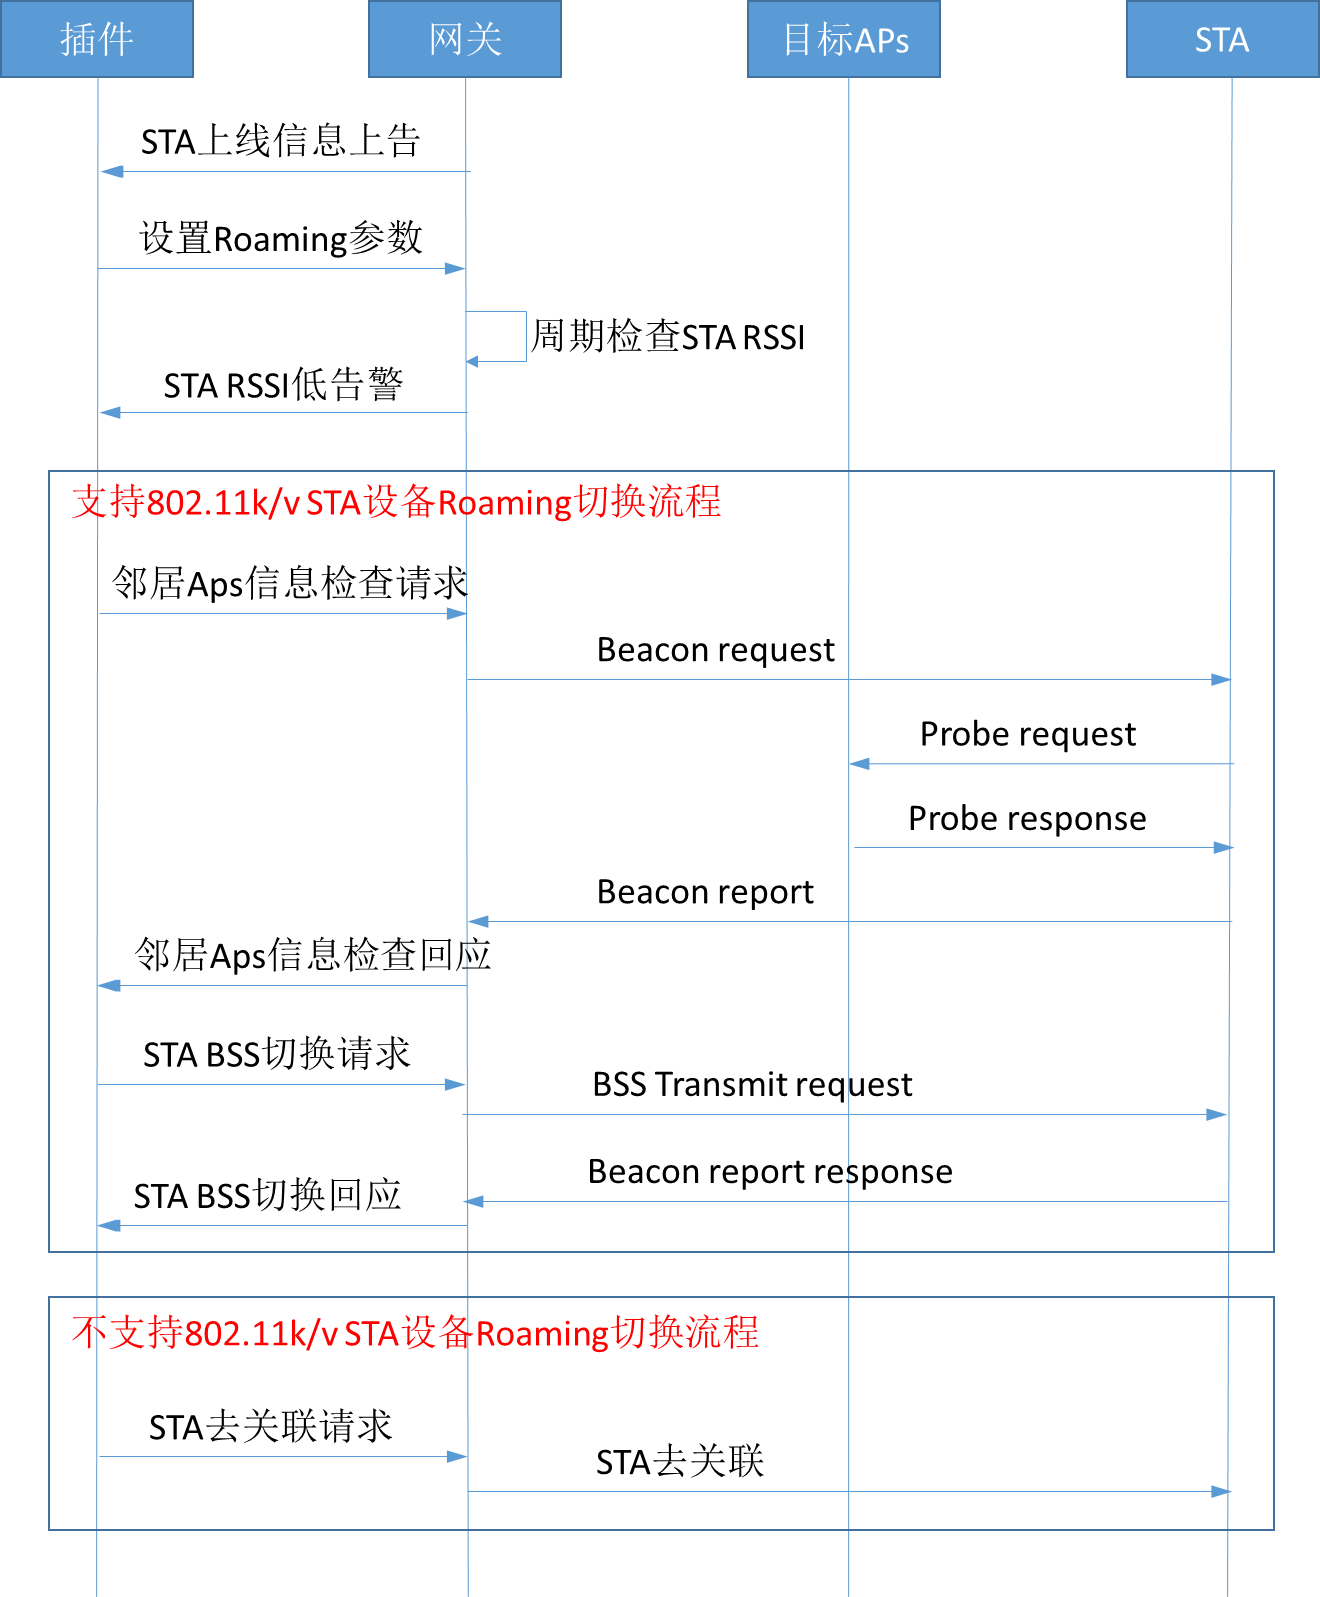 插件
网关
目标APs
STA
STA上线信息上告
设置Roaming参数
周期检查STA RSSI
STA RSSI低告警
支持802.11k/v STA设备Roaming切换流程
邻居Aps信息检查请求
Beacon request
Probe request
Probe response
Beacon report
邻居Aps信息检查回应
STA BSS切换请求
BSS Transmit request
Beacon report response
STA BSS切换回应
不支持802.11k/v STA设备Roaming切换流程
STA去关联请求
STA去关联